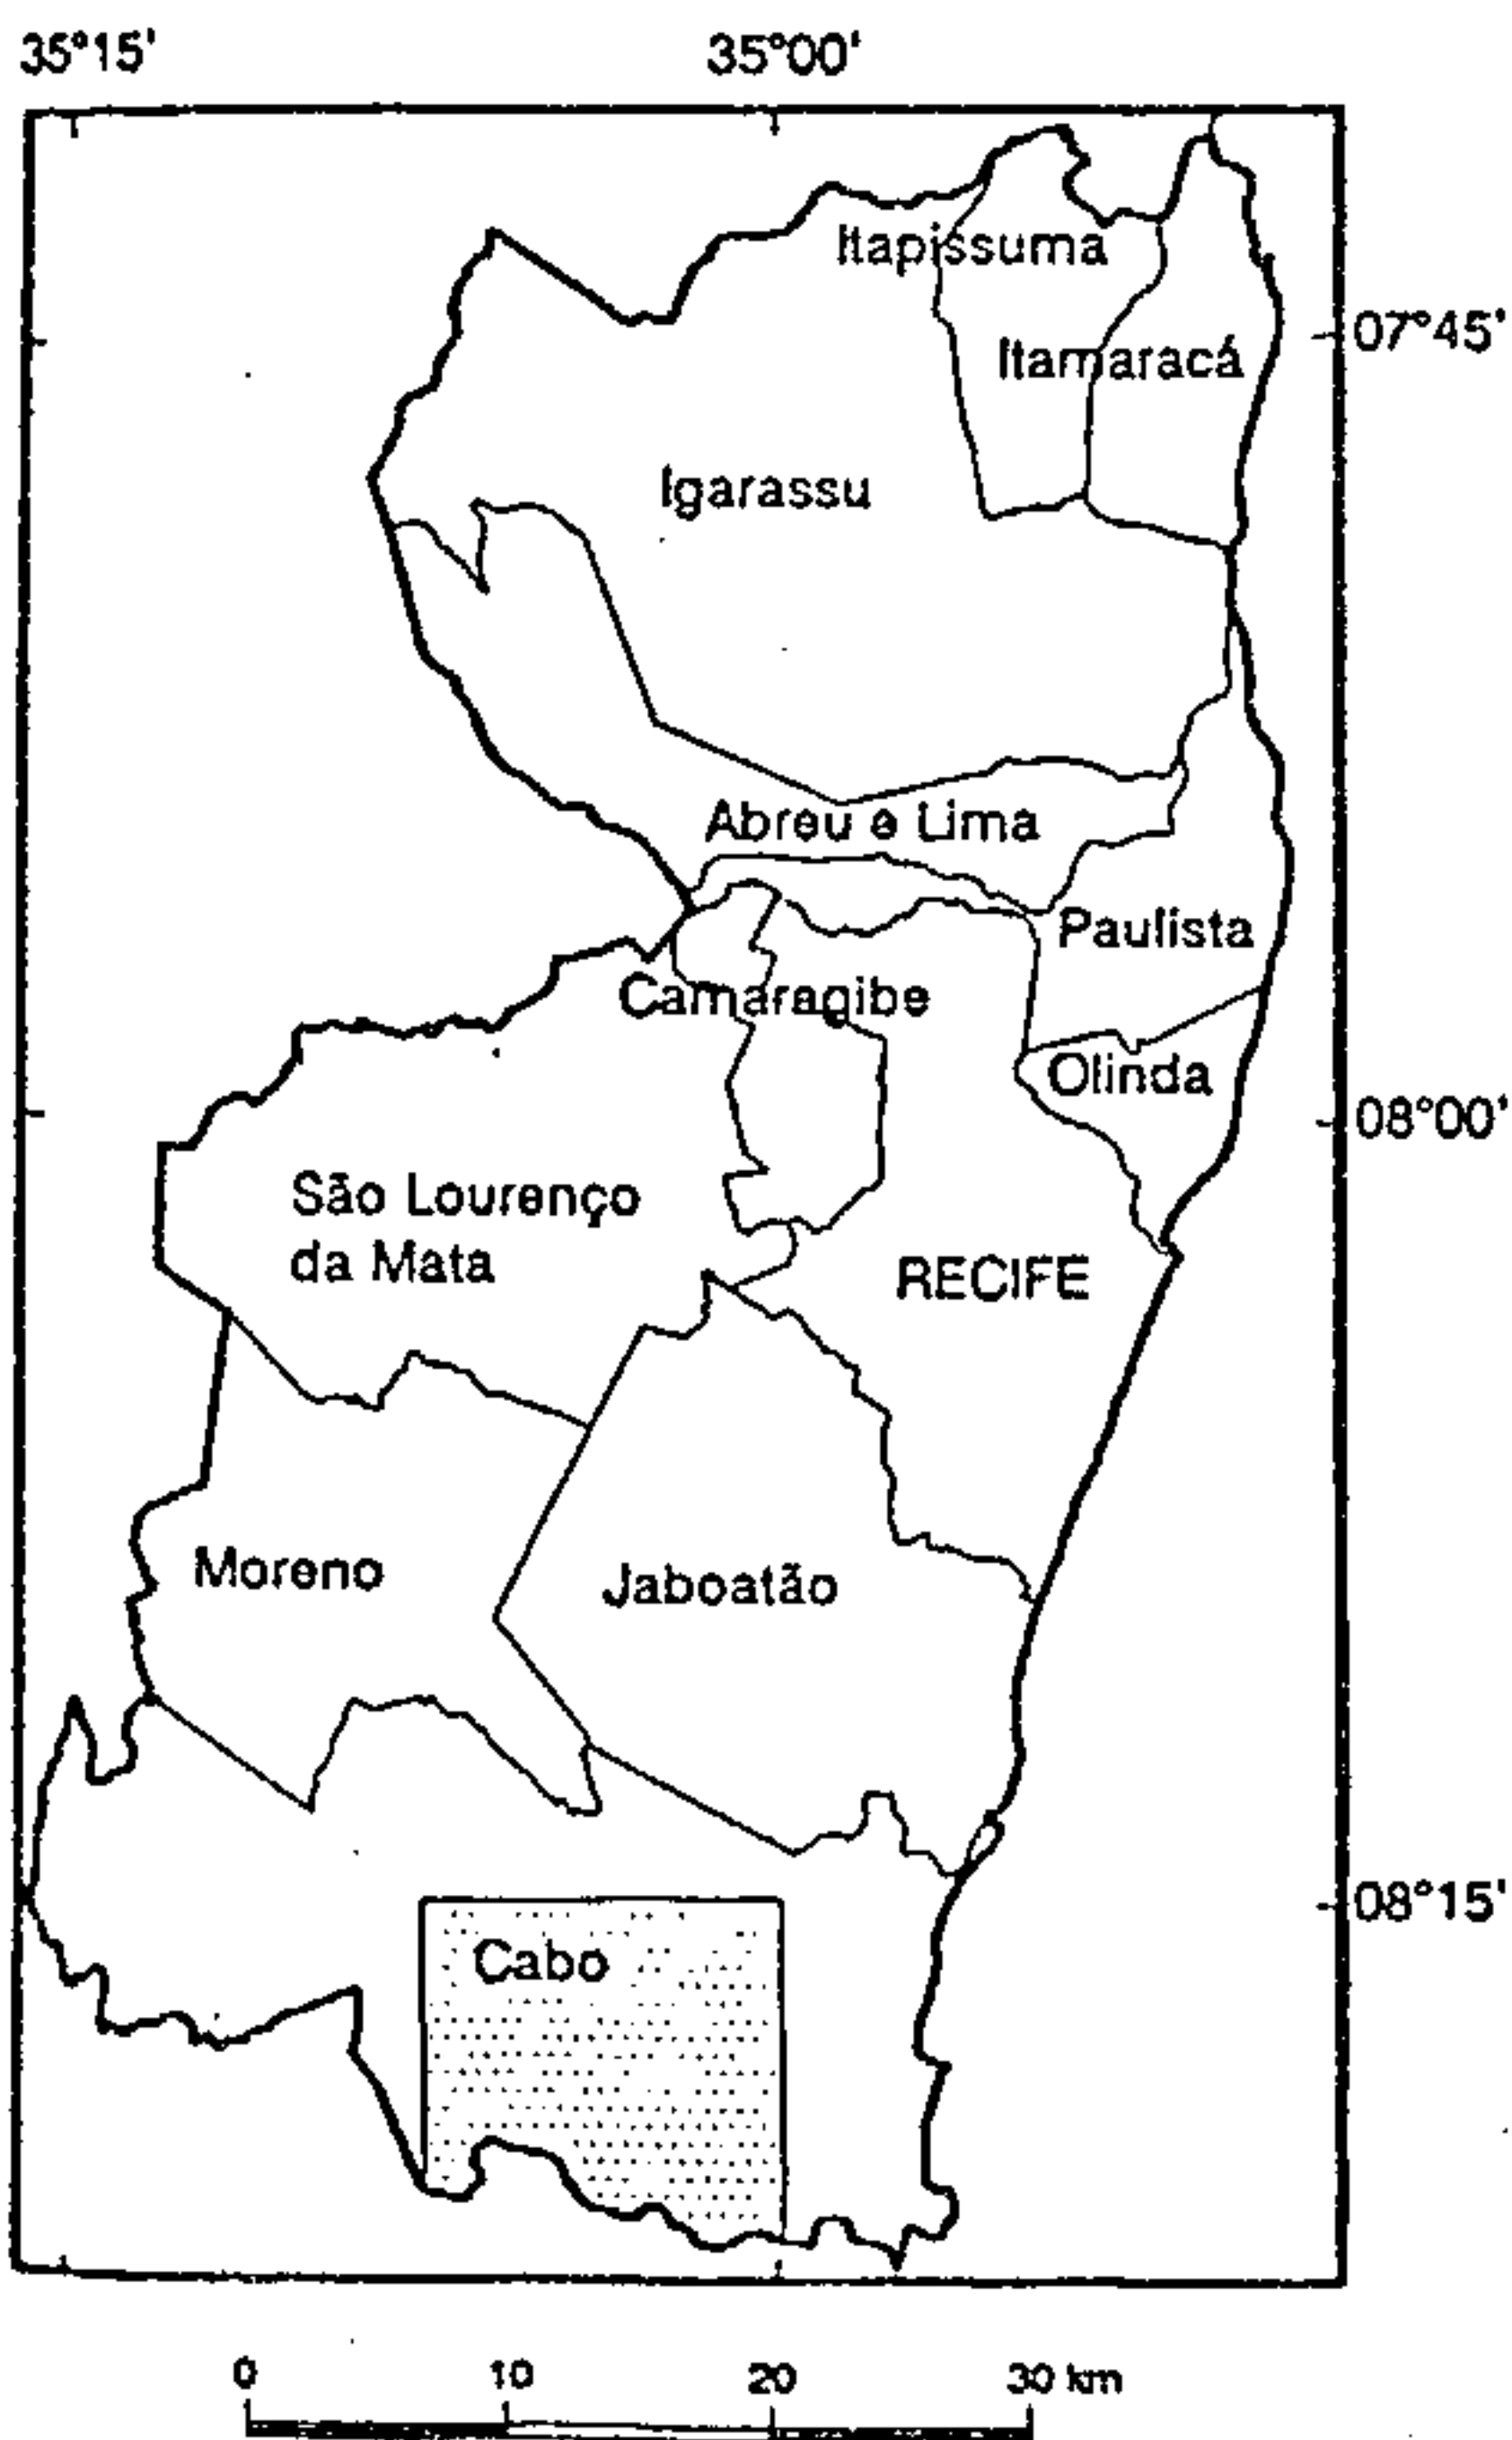 35°15'
35°00'
Itapissuma
07°45'
Itamaracá
Igarassu
Abreu e Lima
Paulista
Camaragibe
Olinda
08°00'
São Lourenço
da Mata
RECIFE
Moreno
Jaboatão
08°15'
Cabo
0 10 20 30 km